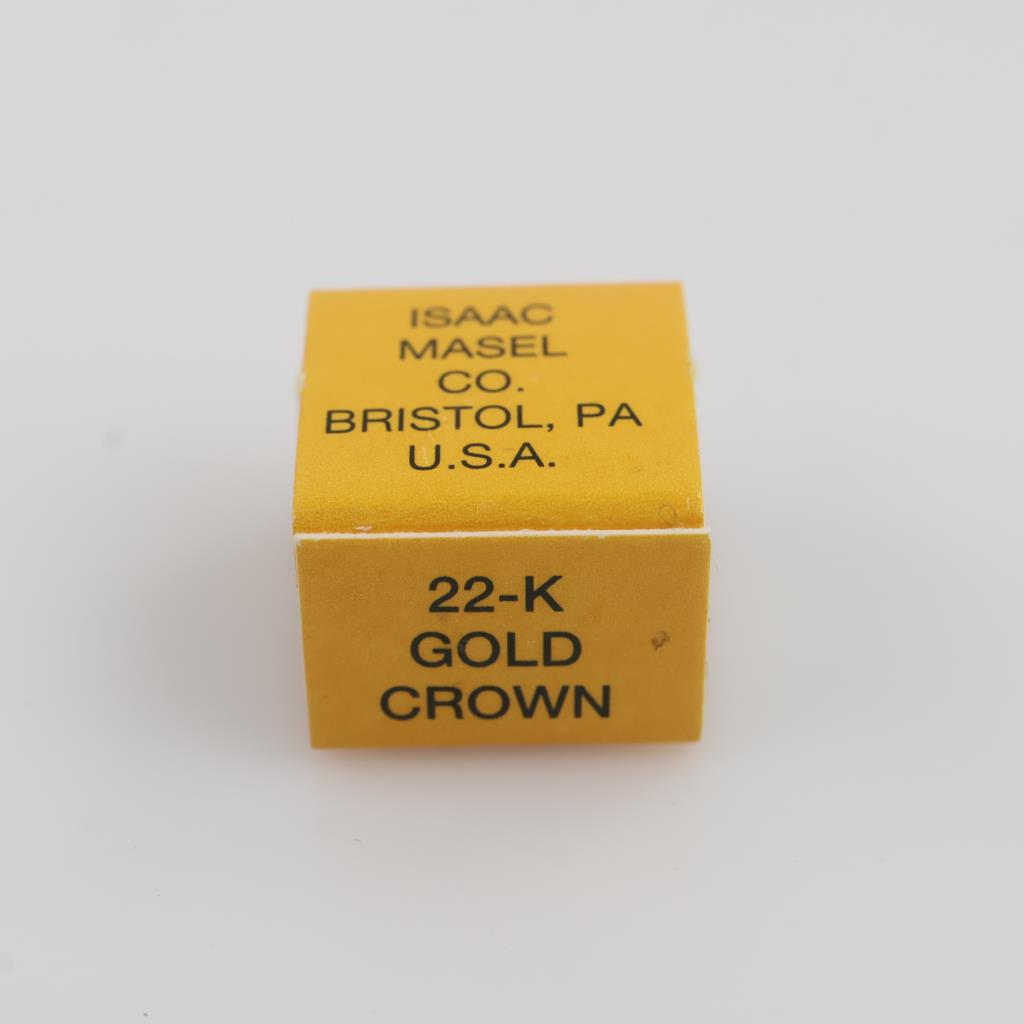 ISAAC
MASEL
CO.
BRISTOL, PA
U.S.A.
22-K
GOLD
CROWN